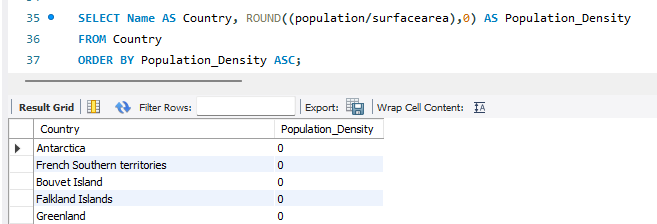 35 SELECT Name AS Country, ROUND((population/surfacearea),0) AS Population_Density
36 FROM Country
37 ORDER BY Population_Density ASC;
Result Grid Filter Rows: Export: Wrap Cell Content: IA
Country Population_Density
Antarctica 0
French Southern territories 0
Bouvet Island 0
Falkland Islands 0
Greenland 0